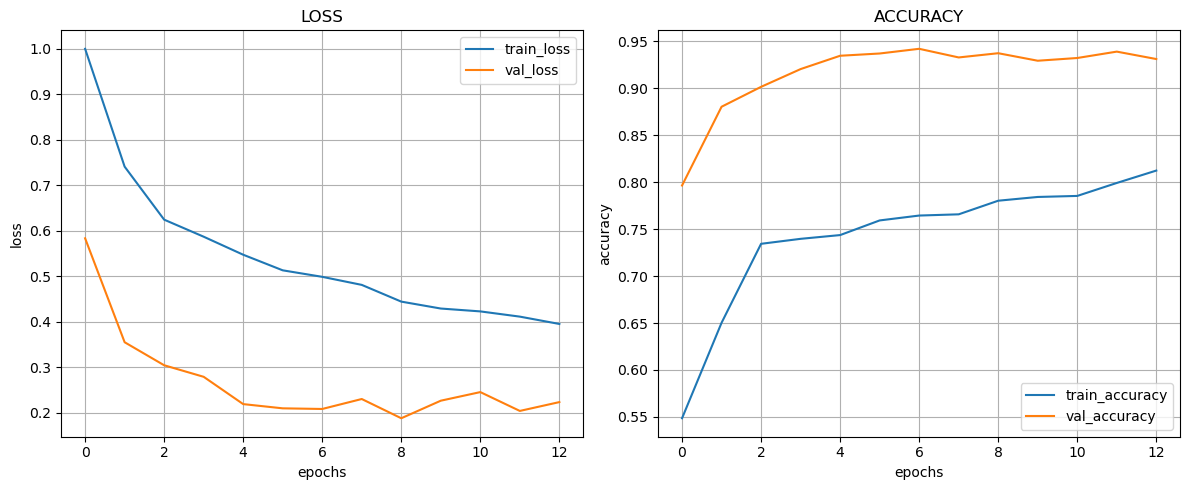 LOSS
train_loss
val_loss
1.0
0.9
0.8
0.7
0.6
0.5
0.4
0.3
0.2
loss
0 2 4 6 8 10 12
epochs
ACCURACY
0.95
0.90
0.85
0.80
0.75
0.70
0.65
0.60
0.55
accuracy
train_accuracy
val_accuracy
0 2 4 6 8 10 12
epochs